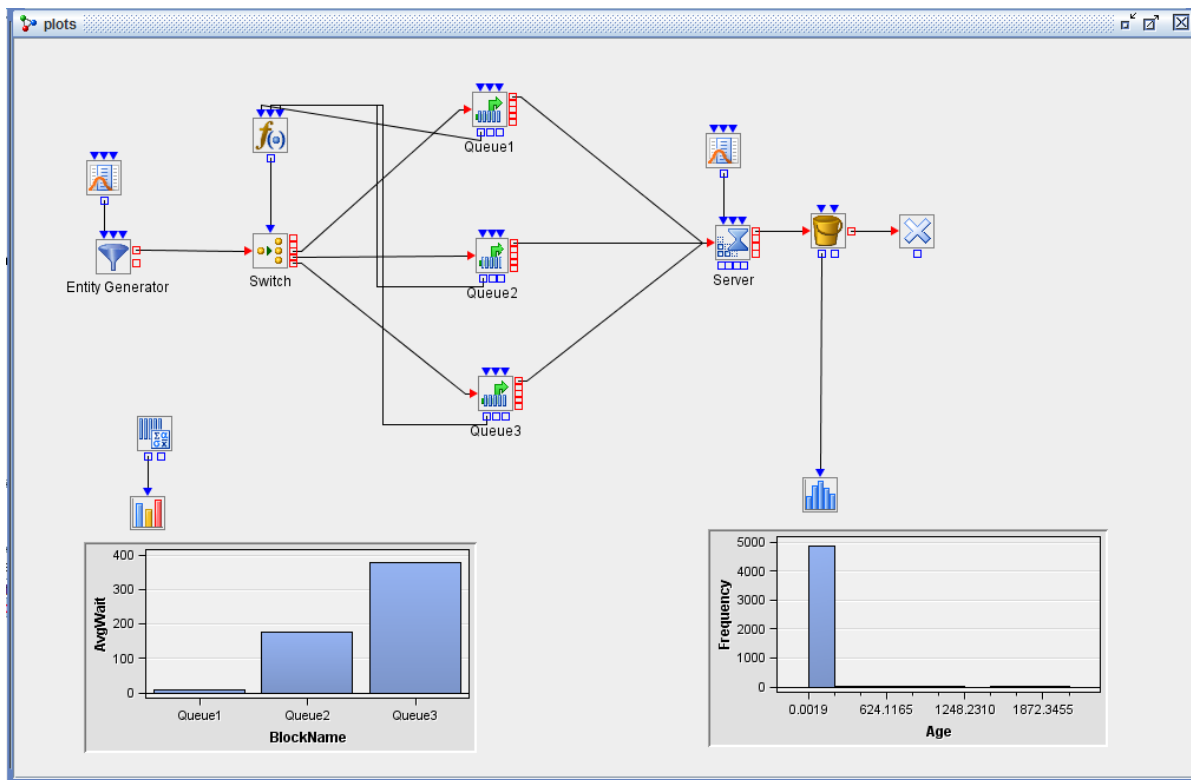 plots
f(•)
Queue1
Entity Generator
Switch
Queue2
Server
Queue3
400
300
200
100
0
AvgWait
Queue1 Queue2 Queue3
BlockName
5000
4000
3000
2000
1000
0
Frequency
0.0019 624.1165 1248.2310 1872.3455
Age